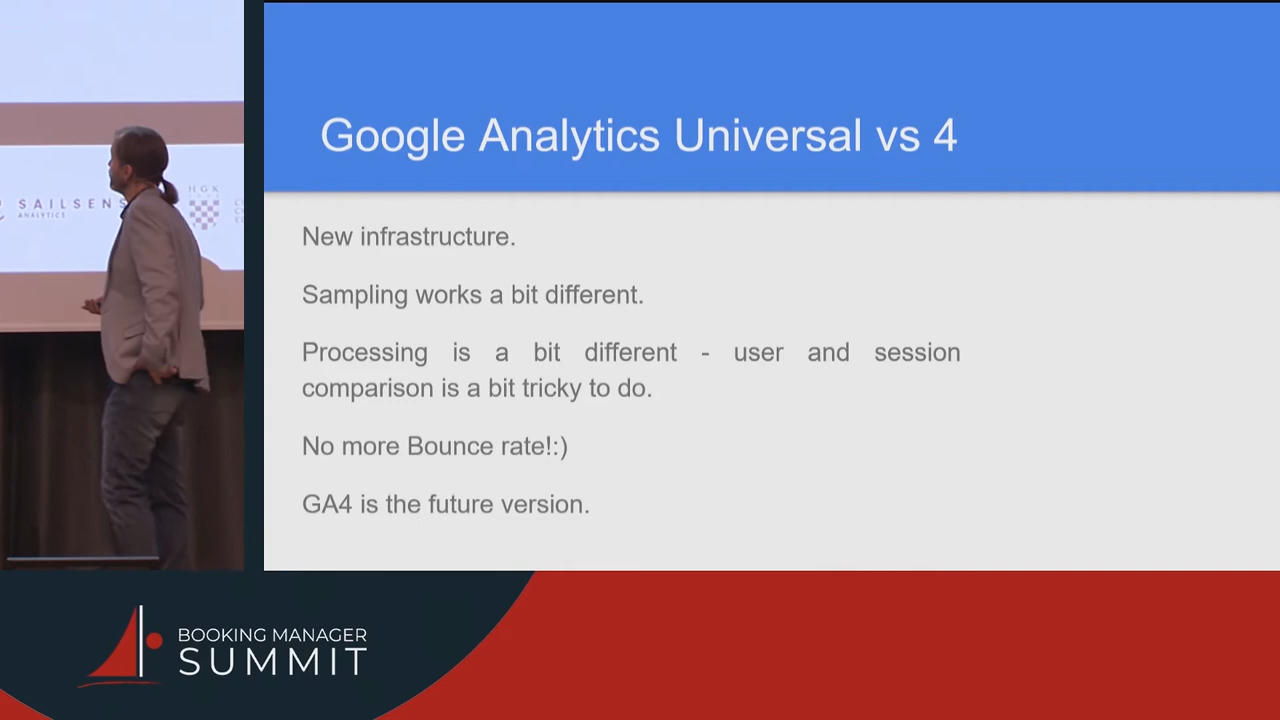 Google Analytics Universal vs 4
New infrastructure.
Sampling works a bit different.
Processing is a bit different - user and session
comparison is a bit tricky to do.
No more Bounce rate!:)
GA4 is the future version.
SAILSENS
ANALYTICS
HGK
BOOKING MANAGER
SUMMIT